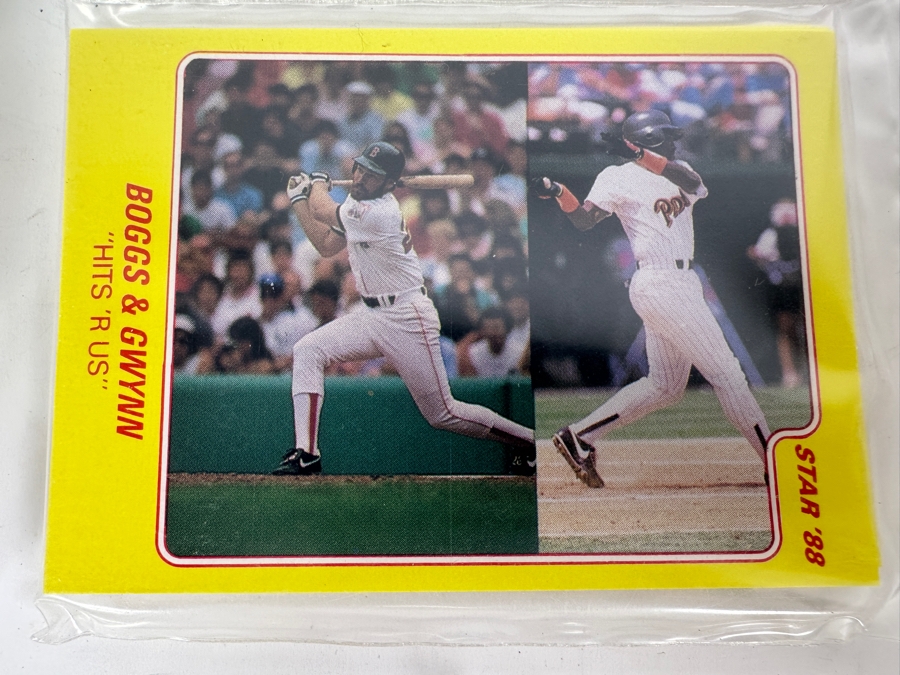 BOGGS & GWYNN
"HITS 'R US"
STAR '88
B